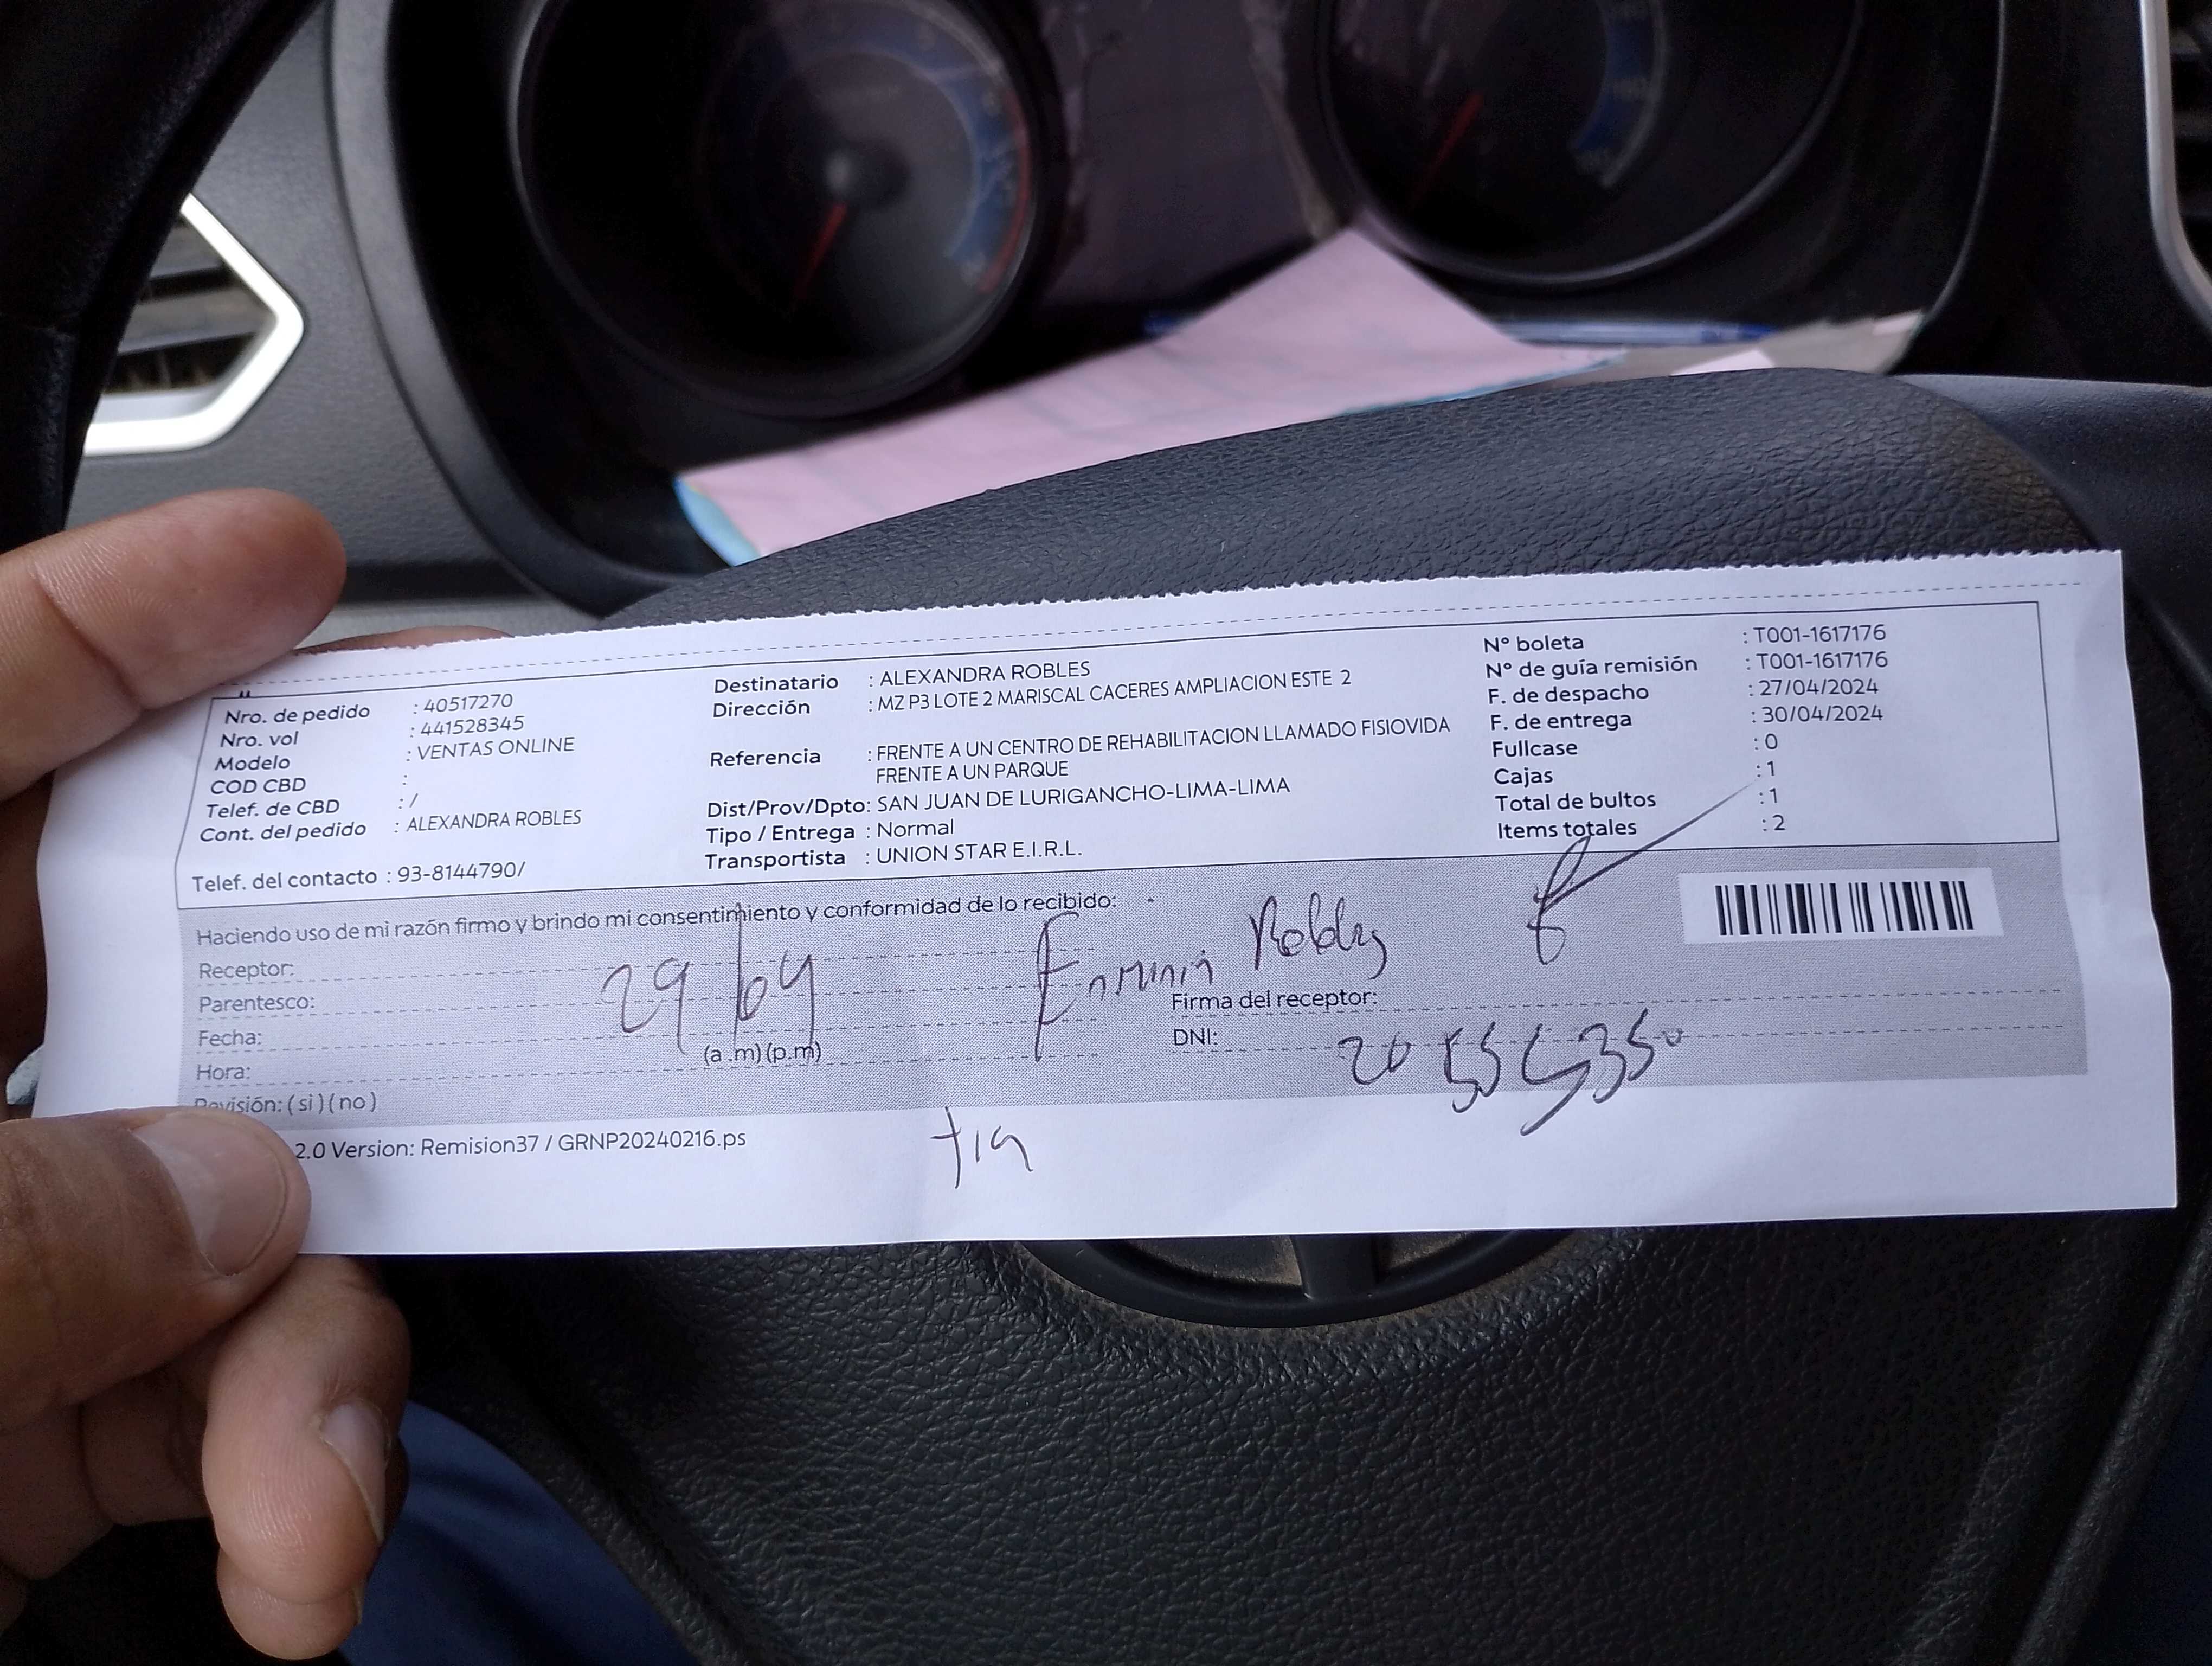 Nro. de pedido : 40517270
Nro. vol : 441528345
Modelo : VENTAS ONLINE
COD CBD :
Telef. de CBD : /
Cont. del pedido : ALEXANDRA ROBLES
Telef. del contacto : 93-8144790/
Destinatario : ALEXANDRA ROBLES
Dirección : MZ P3 LOTE 2 MARISCAL CACERES AMPLIACION ESTE 2
Referencia : FRENTE A UN CENTRO DE REHABILITACION LLAMADO FISIOVIDA
FRENTE A UN PARQUE
Dist/Prov/Dpto: SAN JUAN DE LURIGANCHO-LIMA-LIMA
Tipo / Entrega : Normal
Transportista : UNION STAR E.I.R.L.
N° boleta : T001-1617176
N° de guía remisión : T001-1617176
F. de despacho : 27/04/2024
F. de entrega : 30/04/2024
Fullcase : 0
Cajas : 1
Total de bultos : 1
Items totales : 2
Haciendo uso de mi razón firmo y brindo mi consentimiento y conformidad de lo recibido:
Receptor:
Parentesco:
Fecha:
Hora: (a.m)(p.m)
Revisión: (si)(no)
29/04
Robles
Firma del receptor:
DNI:
tia
2.0 Version: Remision37 / GRNP20240216.ps